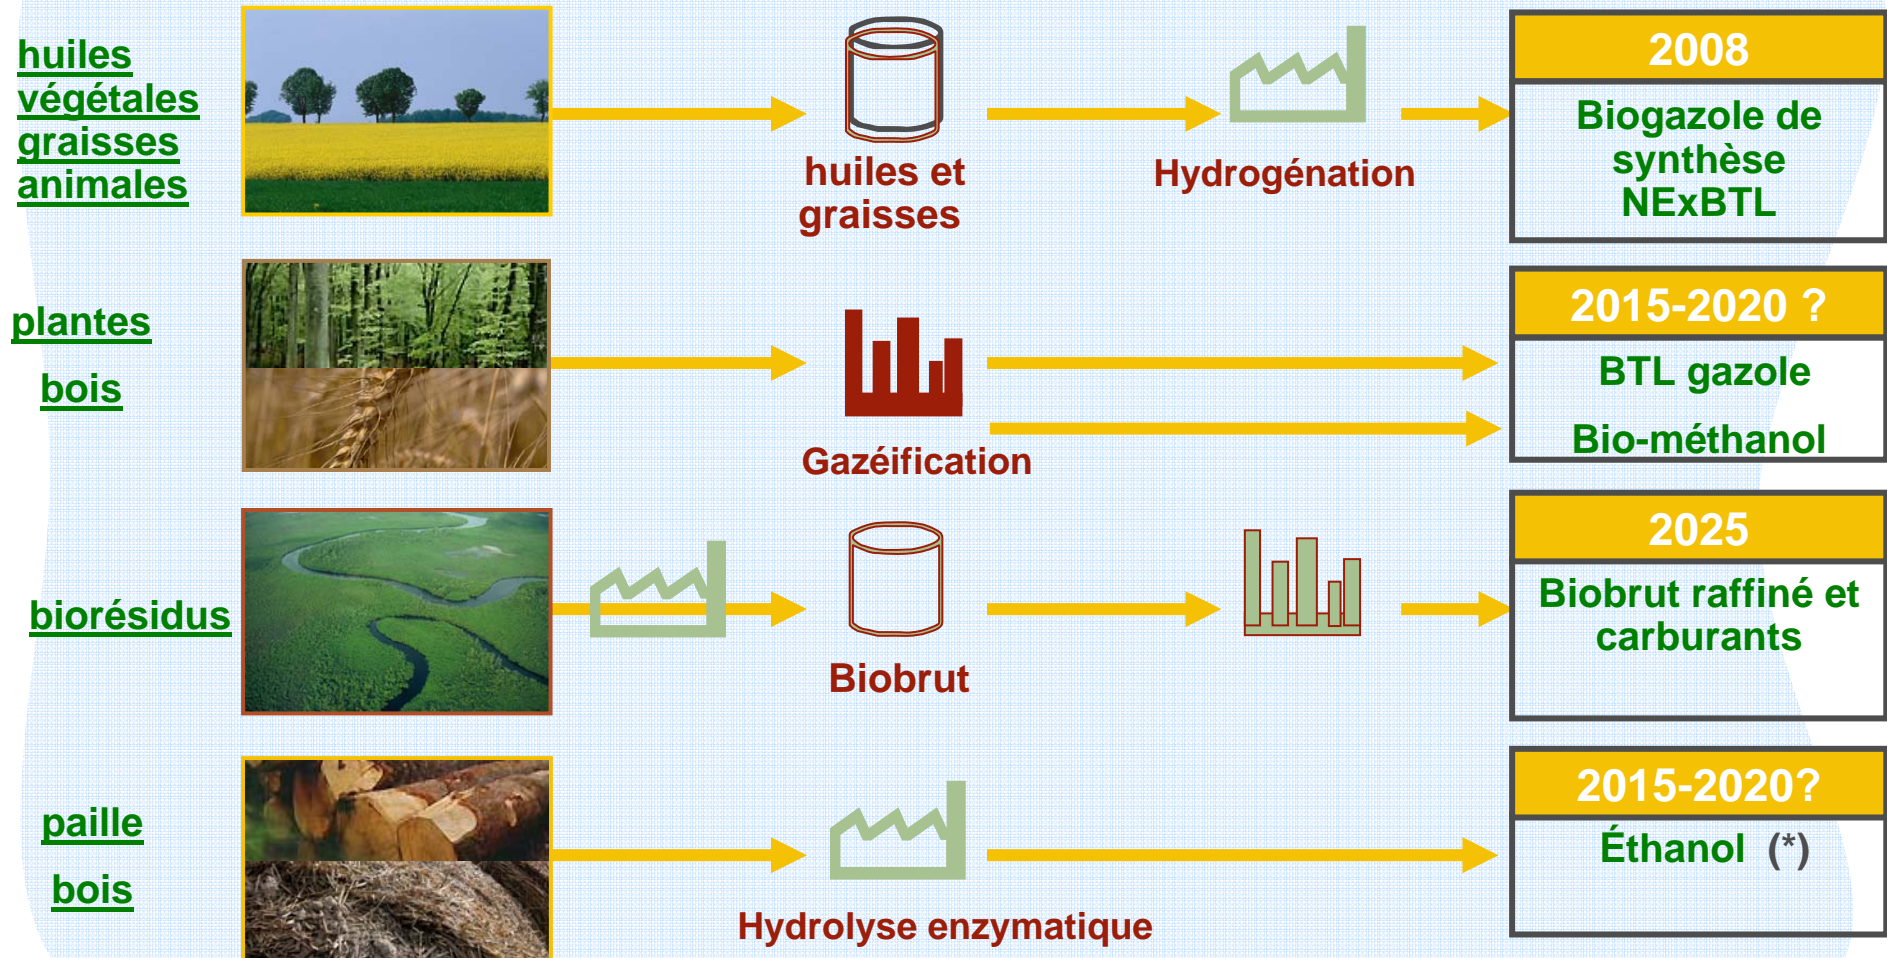 huiles
végétales
graisses
animales
huiles et
graisses
Hydrogénation
2008
Biogazole de
synthèse
NExBTL
plantes
bois
Gazéification
2015-2020 ?
BTL gazole
Bio-méthanol
biorésidus
Biobrut
2025
Biobrut raffiné et
carburants
paille
bois
Hydrolyse enzymatique
2015-2020?
Éthanol (*)